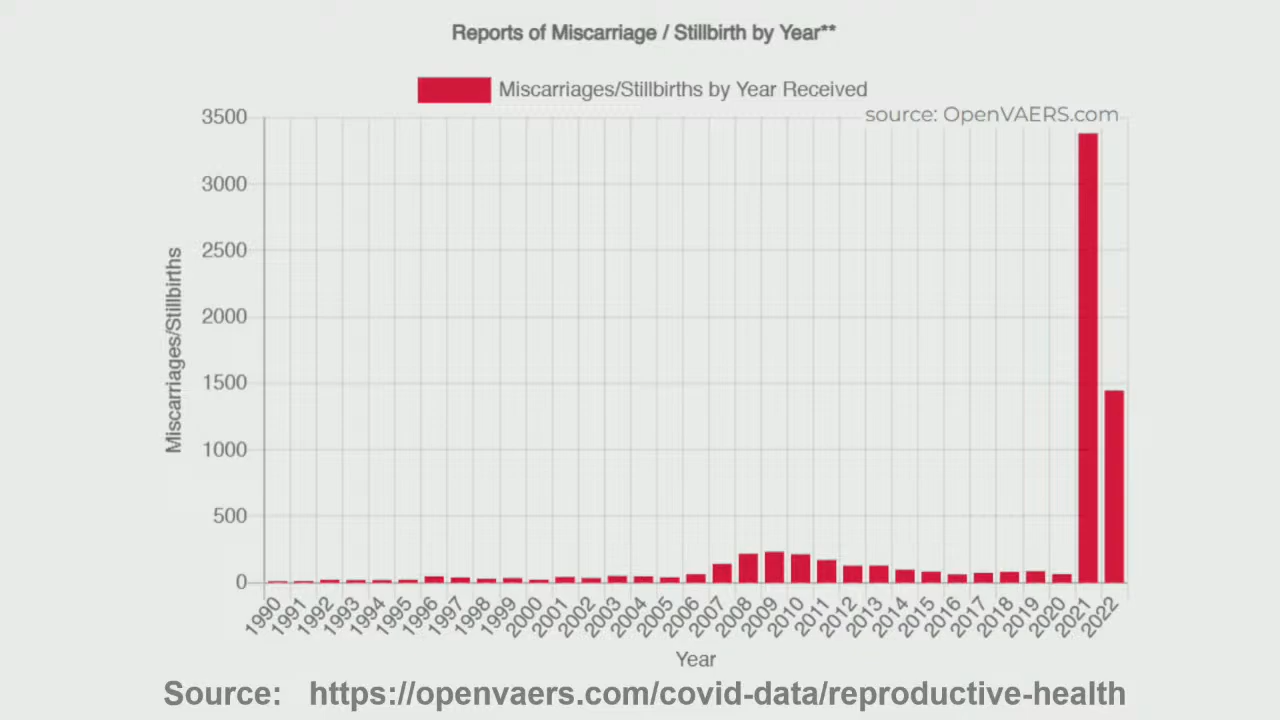 Reports of Miscarriage / Stillbirth by Year**
Miscarriages/Stillbirths by Year Received
source: OpenVAERS.com
3500
3000
2500
2000
1500
1000
500
0
Miscarriages/Stillbirths
1990 1991 1992 1993 1994 1995 1996 1997 1998 1999 2000 2001 2002 2003 2004 2005 2006 2007 2008 2009 2010 2011 2012 2013 2014 2015 2016 2017 2018 2019 2020 2021 2022
Year
Source: https://openvaers.com/covid-data/reproductive-health